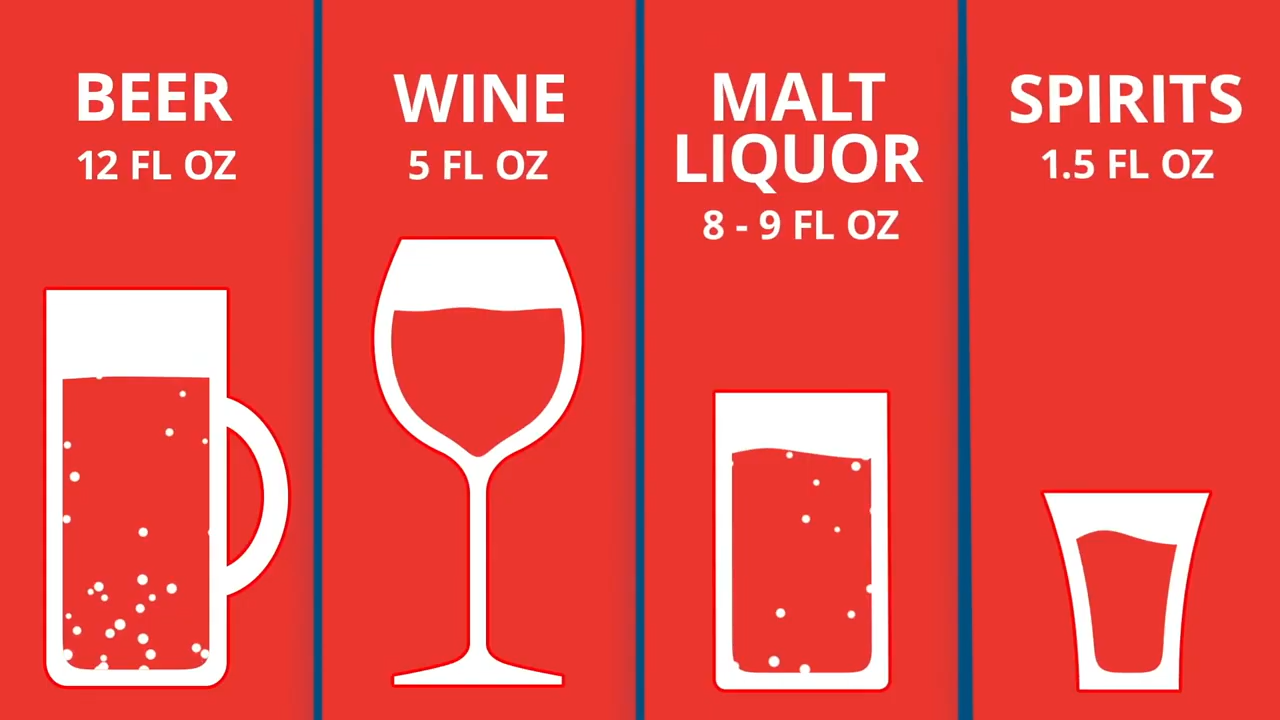 BEER
12 FL OZ
WINE
5 FL OZ
MALT
LIQUOR
8 - 9 FL OZ
SPIRITS
1.5 FL OZ